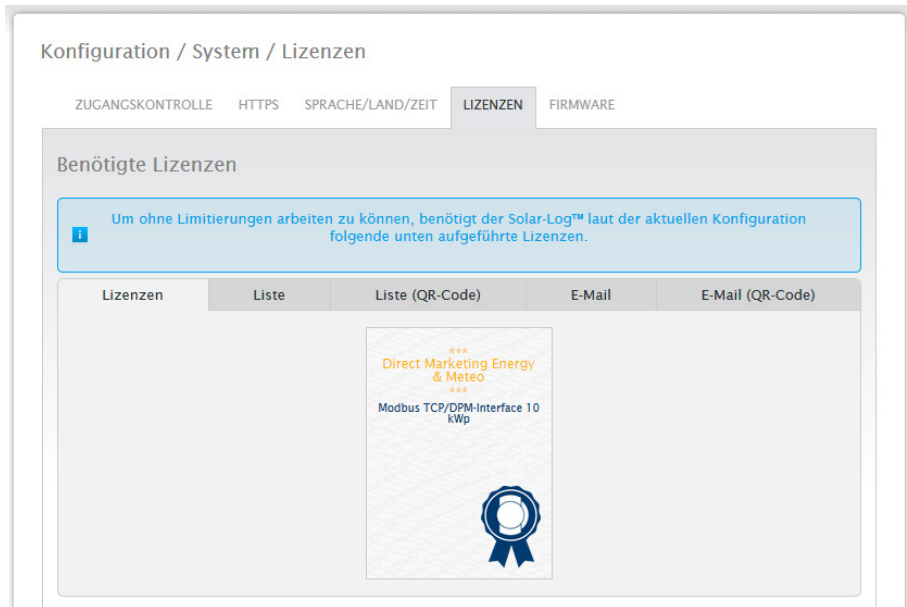 Konfiguration / System / Lizenzen
ZUGANGSKONTROLLE HTTPS SPRACHE/LAND/ZEIT LIZENZEN FIRMWARE
Benötigte Lizenzen
i
Um ohne Limitierungen arbeiten zu können, benötigt der Solar-Log™ laut der aktuellen Konfiguration
folgende unten aufgeführte Lizenzen.
Lizenzen Liste Liste (QR-Code) E-Mail E-Mail (QR-Code)
***
Direct Marketing Energy
& Meteo
***
Modbus TCP/DPM-Interface 10
kWp